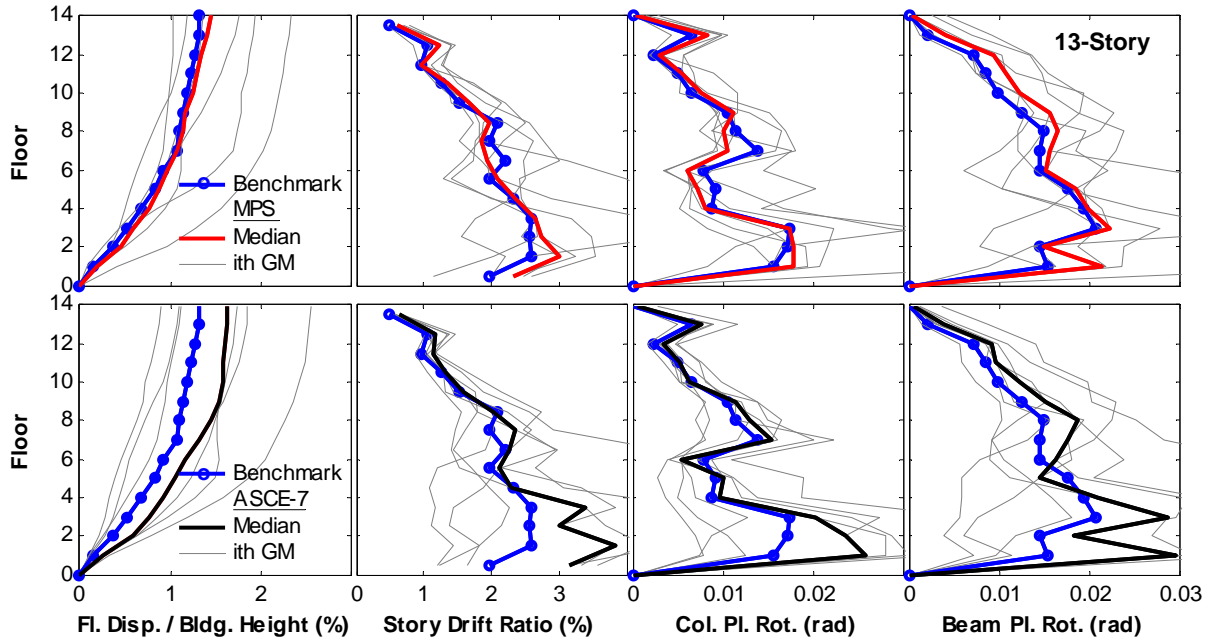 14
12
10
8
6
4
2
0
Floor
Benchmark
MPS
Median
ith GM
13-Story
14
12
10
8
6
4
2
0
Floor
Benchmark
ASCE-7
Median
ith GM
0 1 2
0 1 2 3
0 0.01 0.02
0 0.01 0.02 0.03
Fl. Disp. / Bldg. Height (%)
Story Drift Ratio (%)
Col. Pl. Rot. (rad)
Beam Pl. Rot. (rad)